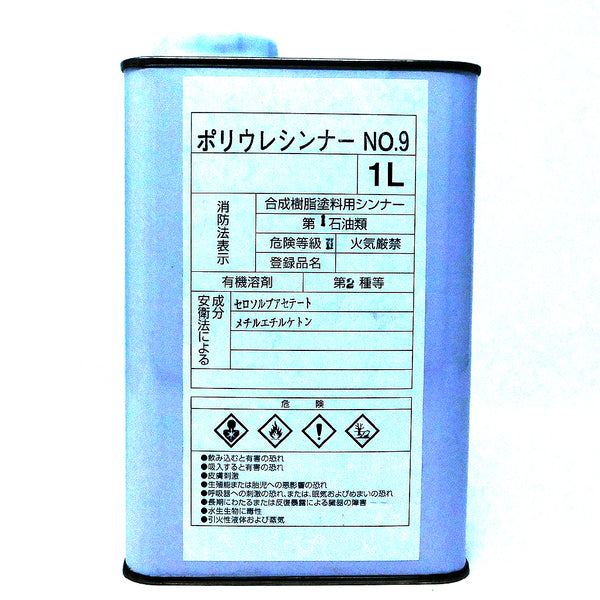 ポリウレシンナー NO.9
1L
消防法表示
合成樹脂塗料用シンナー
第1石油類
危険等級 II 火気厳禁
登録品名
有機溶剤 第2種等
安衛法による成分
セロソルブアセテート
メチルエチルケトン
危 険
●飲み込むと有害の恐れ
●吸入すると有害の恐れ
●皮膚刺激
●生殖能または胎児への悪影響の恐れ
●呼吸器への刺激の恐れ、または、眠気およびめまいの恐れ
●長期にわたるまたは反復暴露による臓器の障害
●水生生物に毒性
●引火性液体および蒸気